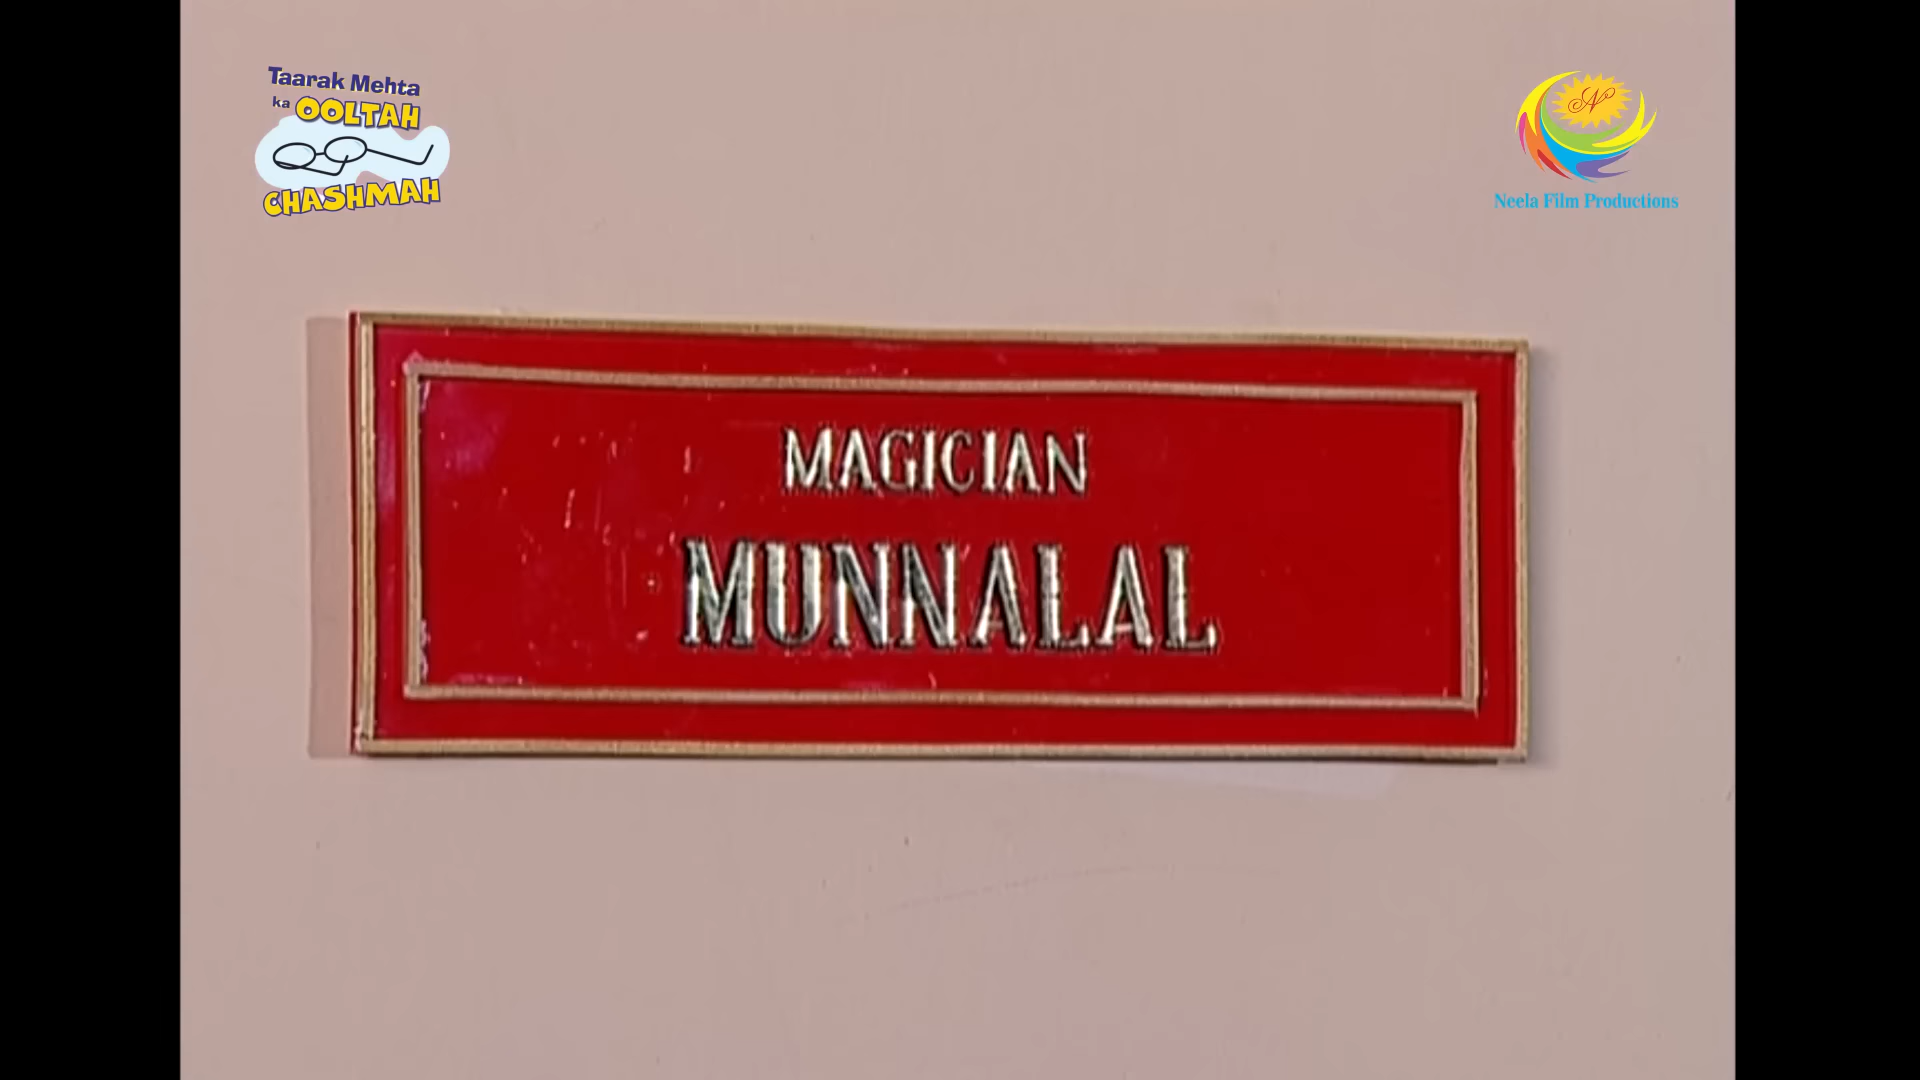 Taarak Mehta
ka OOLTAH
CHASHMAH
Neela Film Productions
MAGICIAN
MUNNALAL